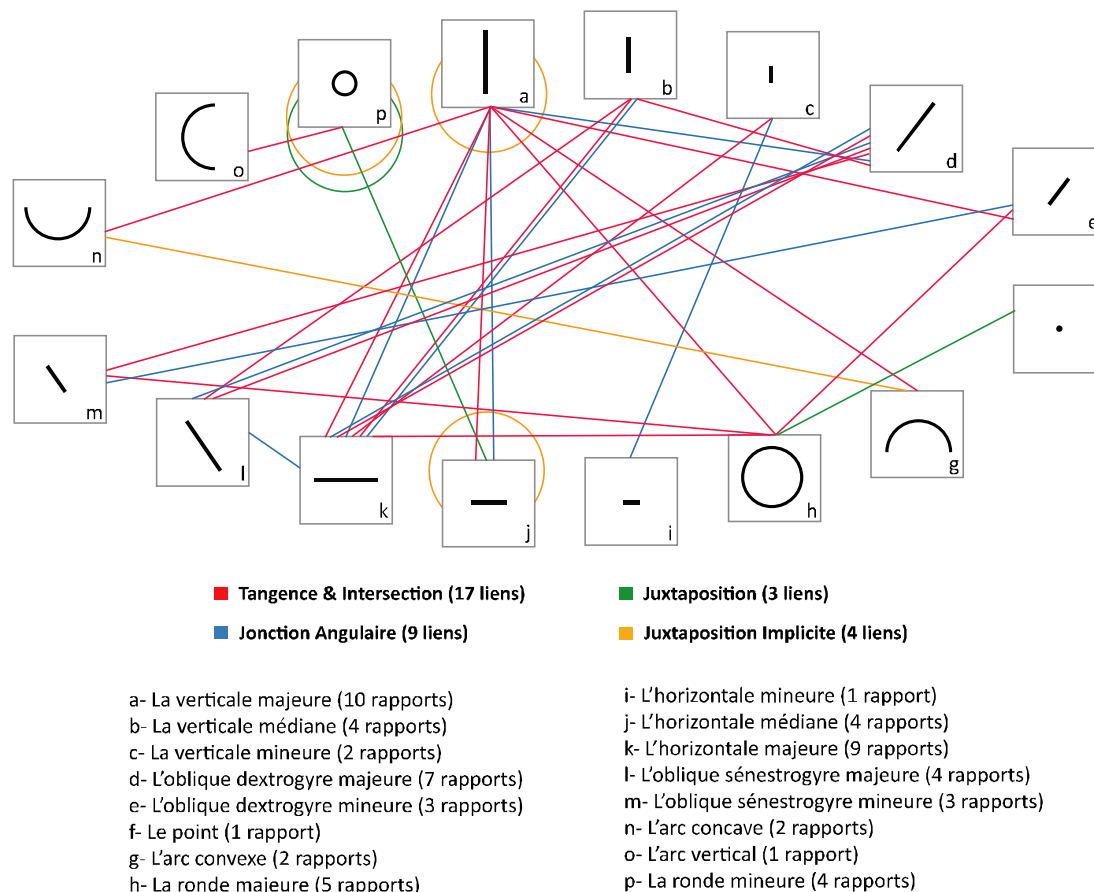 a
b
c
d
e
p
o
n
m
l
k
j
i
h
g
Tangence & Intersection (17 liens)
Jonction Angulaire (9 liens)
Juxtaposition (3 liens)
Juxtaposition Implicite (4 liens)
a- La verticale majeure (10 rapports)
b- La verticale médiane (4 rapports)
c- La verticale mineure (2 rapports)
d- L'oblique dextrogyre majeure (7 rapports)
e- L'oblique dextrogyre mineure (3 rapports)
f- Le point (1 rapport)
g- L'arc convexe (2 rapports)
h- La ronde majeure (5 rapports)
i- L'horizontale mineure (1 rapport)
j- L'horizontale médiane (4 rapports)
k- L'horizontale majeure (9 rapports)
l- L'oblique sénestrogyre majeure (4 rapports)
m- L'oblique sénestrogyre mineure (3 rapports)
n- L'arc concave (2 rapports)
o- L'arc vertical (1 rapport)
p- La ronde mineure (4 rapports)